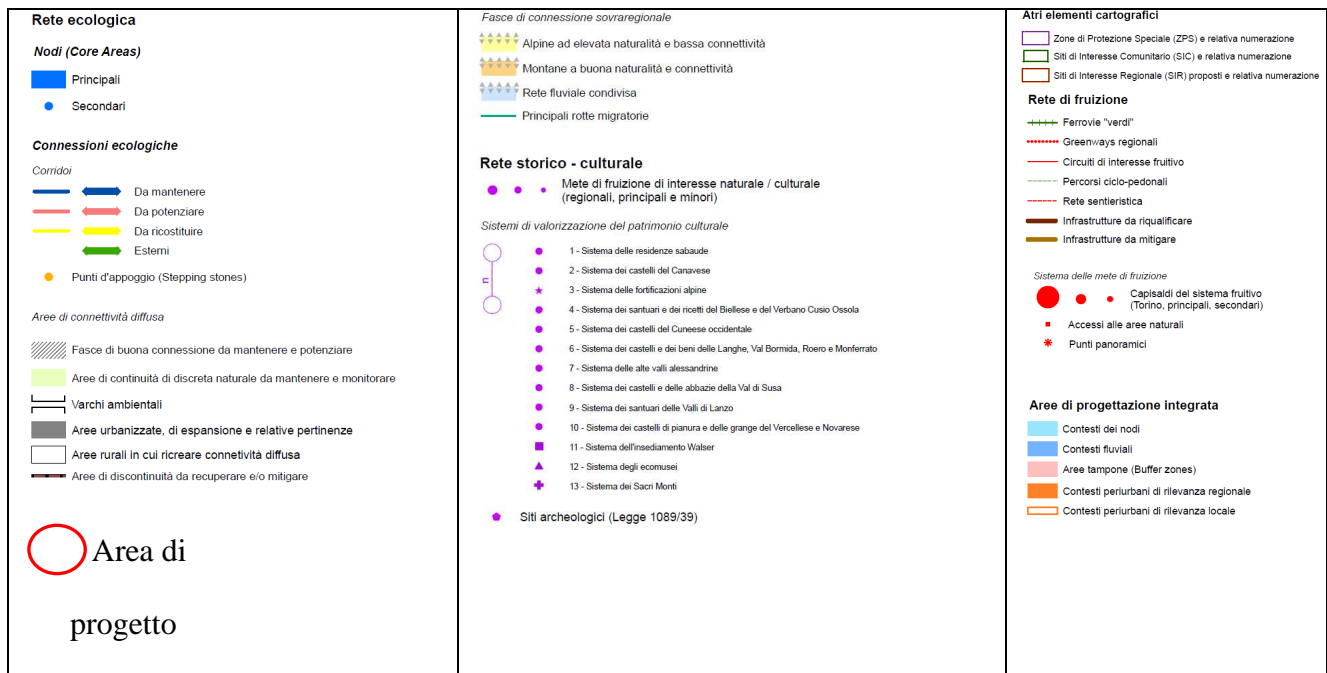 Rete ecologica
Nodi (Core Areas)
Principali
Secondari
Connessioni ecologiche
Corridoi
Da mantenere
Da potenziare
Da ricostituire
Esterni
Punti d'appoggio (Stepping stones)
Aree di connettività diffusa
Fasce di buona connessione da mantenere e potenziare
Aree di continuità di discreta naturale da mantenere e monitorare
Varchi ambientali
Aree urbanizzate, di espansione e relative pertinenze
Aree rurali in cui ricreare connetività diffusa
Aree di discontinuità da recuperare e/o mitigare
Area di
progetto
Fasce di connessione sovraregionale
Alpine ad elevata naturalità e bassa connettività
Montane a buona naturalità e connettività
Rete fluviale condivisa
Principali rotte migratorie
Rete storico - culturale
Mete di fruizione di interesse naturale / culturale
(regionali, principali e minori)
Sistemi di valorizzazione del patrimonio culturale
n
1 - Sistema delle residenze sabaude
2 - Sistema dei castelli del Canavese
3 - Sistema delle fortificazioni alpine
4 - Sistema dei santuari e dei ricetti del Biellese e del Verbano Cusio Ossola
5 - Sistema dei castelli del Cuneese occidentale
6 - Sistema dei castelli e dei beni delle Langhe, Val Bormida, Roero e Monferrato
7 - Sistema delle alte valli alessandrine
8 - Sistema dei castelli e delle abbazie della Val di Susa
9 - Sistema dei santuari delle Valli di Lanzo
10 - Sistema dei castelli di pianura e delle grange del Vercellese e Novarese
11 - Sistema dell'insediamento Walser
12 - Sistema degli ecomusei
13 - Sistema dei Sacri Monti
Siti archeologici (Legge 1089/39)
Atri elementi cartografici
Zone di Protezione Speciale (ZPS) e relativa numerazione
Siti di Interesse Comunitario (SIC) e relativa numerazione
Siti di Interesse Regionale (SIR) proposti e relativa numerazione
Rete di fruizione
Ferrovie "verdi"
Greenways regionali
Circuiti di interesse fruitivo
Percorsi ciclo-pedonali
Rete sentieristica
Infrastrutture da riqualificare
Infrastrutture da mitigare
Sistema delle mete di fruizione
Capisaldi del sistema fruitivo
(Torino, principali, secondari)
Accessi alle aree naturali
Punti panoramici
Aree di progettazione integrata
Contesti dei nodi
Contesti fluviali
Aree tampone (Buffer zones)
Contesti periurbani di rilevanza regionale
Contesti periurbani di rilevanza locale